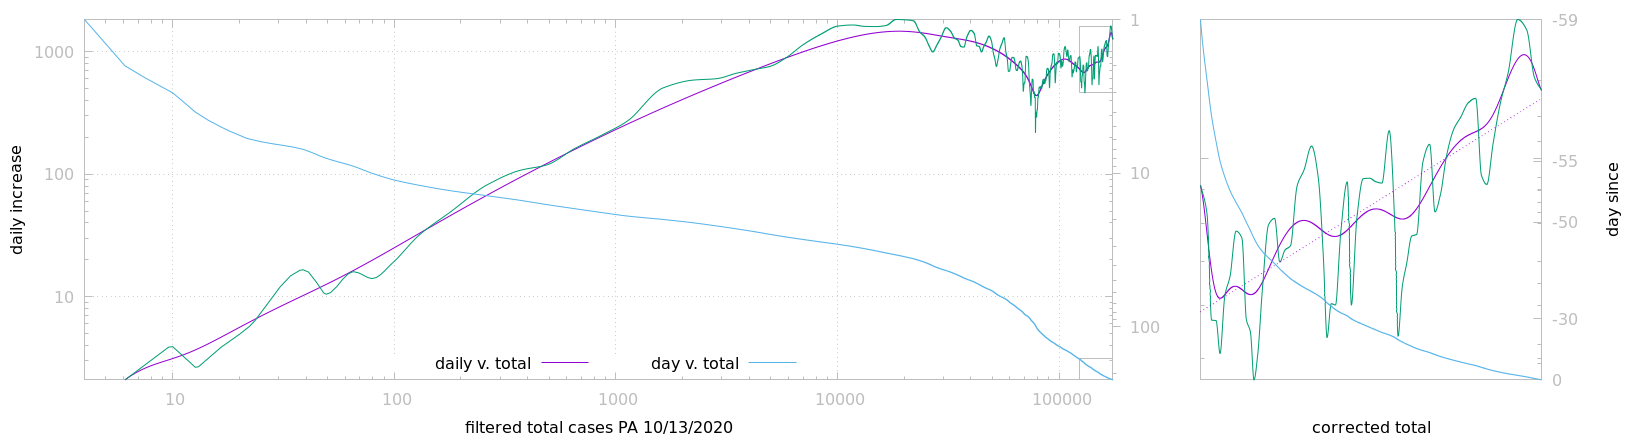 1000
100
10
daily increase
daily v. total
day v. total
10
100
1000
10000
100000
filtered total cases PA 10/13/2020
1
10
100
-59
-55
-50
-30
0
day since
corrected total